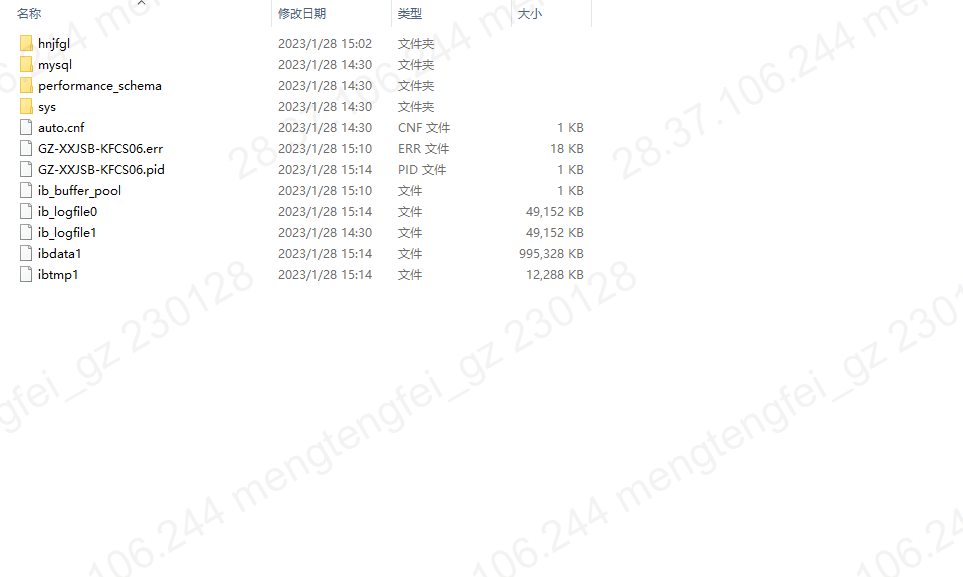 名称 修改日期 类型 大小
hnjfgl 2023/1/28 15:02 文件夹
mysql 2023/1/28 14:30 文件夹
performance_schema 2023/1/28 14:30 文件夹
sys 2023/1/28 14:30 文件夹
auto.cnf 2023/1/28 14:30 CNF 文件 1 KB
GZ-XXJSB-KFCS06.err 2023/1/28 15:10 ERR 文件 18 KB
GZ-XXJSB-KFCS06.pid 2023/1/28 15:14 PID 文件 1 KB
ib_buffer_pool 2023/1/28 15:10 文件 1 KB
ib_logfile0 2023/1/28 15:14 文件 49,152 KB
ib_logfile1 2023/1/28 14:30 文件 49,152 KB
ibdata1 2023/1/28 15:14 文件 995,328 KB
ibtmp1 2023/1/28 15:14 文件 12,288 KB
28.37.106.244 me
28.37.106.244 men
gfei_gz 230128
106.244 mengtengfei_gz 230128
106.244 mengtengfei_gz 2301
106.2